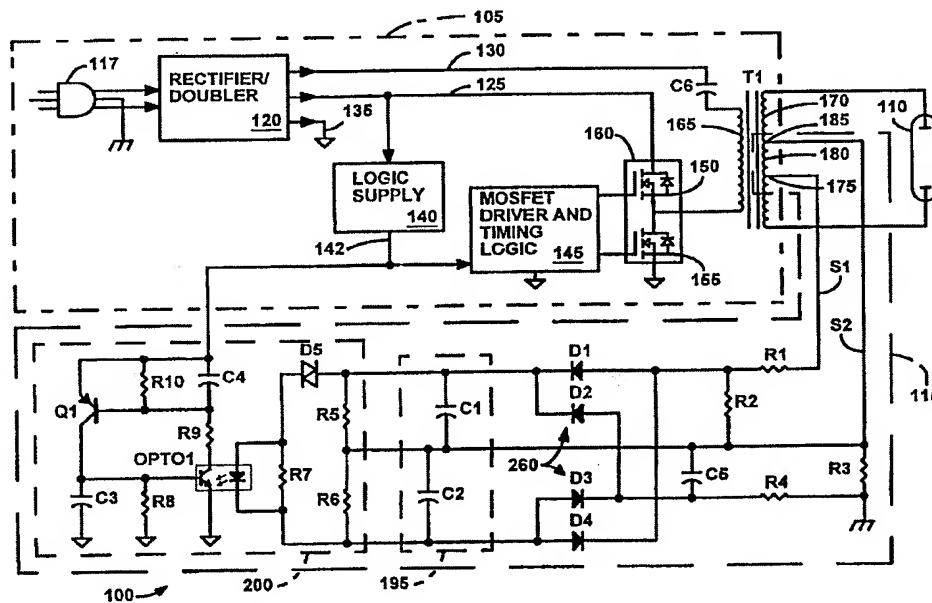 105
117
RECTIFIER/
DOUBLER
120
130
125
135
C6
T1
165
170
185
180
175
110
160
150
155
LOGIC
SUPPLY
140
142
MOSFET
DRIVER AND
TIMING
LOGIC
145
S1
S2
115
D5
R10
C4
Q1
R9
OPTO1
C3
R8
R7
R5
R6
C1
C2
D1
D2
260
D3
D4
R1
R2
C5
R3
R4
100
200
195